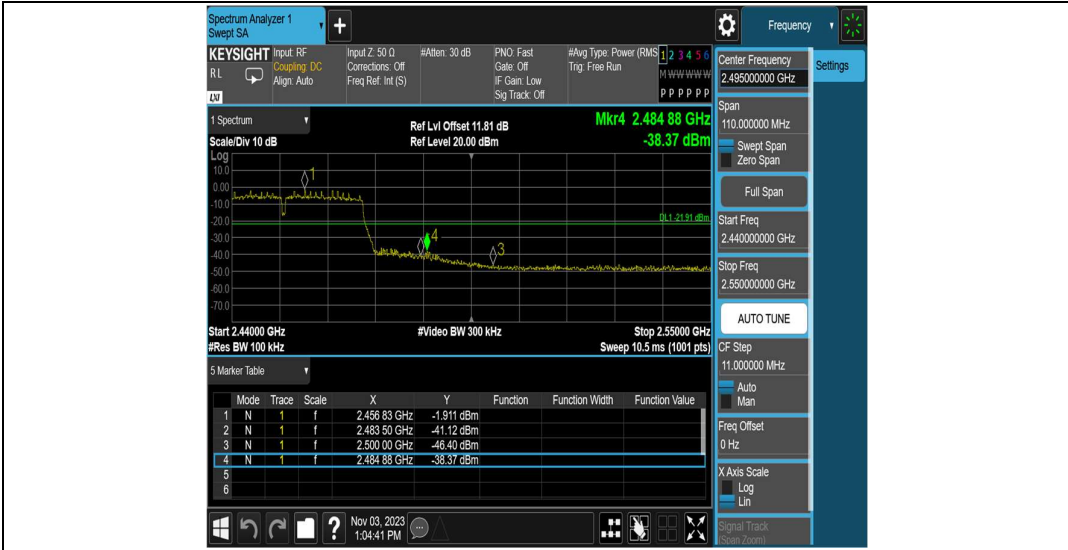 Spectrum Analyzer 1
Swept SA
Frequency
KEYSIGHT
RL
LXI
Input: RF
Coupling: DC
Align: Auto
Input Z: 50 Ω
Corrections: Off
Freq Ref: Int (S)
#Atten: 30 dB
PNO: Fast
Gate: Off
IF Gain: Low
Sig Track: Off
#Avg Type: Power (RMS
Trig: Free Run
1 2 3 4 5 6
M W W W W W
P P P P P P
Center Frequency
2.495000000 GHz
Settings
Span
110.000000 MHz
Swept Span
Zero Span
Full Span
Start Freq
2.440000000 GHz
Stop Freq
2.550000000 GHz
AUTO TUNE
CF Step
11.000000 MHz
Auto
Man
Freq Offset
0 Hz
X Axis Scale
Log
Lin
Signal Track
(Span Zoom)
1 Spectrum
Scale/Div 10 dB
Ref Lvl Offset 11.81 dB
Ref Level 20.00 dBm
Mkr4 2.484 88 GHz
-38.37 dBm
Log
10.0
0.00
-10.0
-20.0
-30.0
-40.0
-50.0
-60.0
-70.0
1
4
3
DL1 -21.91 dBm
Start 2.44000 GHz
#Video BW 300 kHz
Stop 2.55000 GHz
#Res BW 100 kHz
Sweep 10.5 ms (1001 pts)
5 Marker Table
Mode Trace Scale X Y Function Function Width Function Value
1 N 1 f 2.456 83 GHz -1.911 dBm
2 N 1 f 2.483 50 GHz -41.12 dBm
3 N 1 f 2.500 00 GHz -46.40 dBm
4 N 1 f 2.484 88 GHz -38.37 dBm
5
6
?
Nov 03, 2023
1:04:41 PM